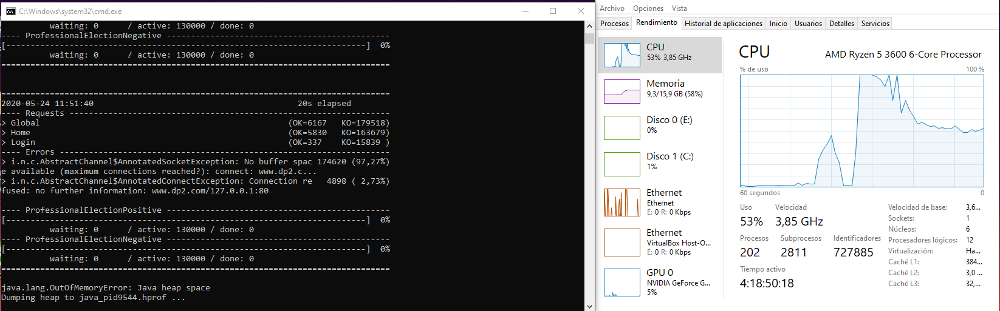 C:\Windows\system32\cmd.exe
waiting: 0      / active: 130000 / done: 0
---- ProfessionalElectionNegative ----------------------------------------------
[--------------------------------------------------------------------------]  0%
waiting: 0      / active: 130000 / done: 0
================================================================================
================================================================================
2020-05-24 11:51:40                                          20s elapsed
---- Requests ------------------------------------------------------------------
> Global                                                   (OK=6167   KO=179518)
> Home                                                     (OK=5830   KO=163679)
> Login                                                    (OK=337    KO=15839 )
---- Errors --------------------------------------------------------------------
> i.n.c.AbstractChannel$AnnotatedSocketException: No buffer spac 174620 (97,27%)
e available (maximum connections reached?): connect: www.dp2.c...
> i.n.c.AbstractChannel$AnnotatedConnectException: Connection re   4898 ( 2,73%)
fused: no further information: www.dp2.com/127.0.0.1:80
---- ProfessionalElectionPositive ----------------------------------------------
[--------------------------------------------------------------------------]  0%
waiting: 0      / active: 130000 / done: 0
---- ProfessionalElectionNegative ----------------------------------------------
[--------------------------------------------------------------------------]  0%
waiting: 0      / active: 130000 / done: 0
================================================================================
java.lang.OutOfMemoryError: Java heap space
Dumping heap to java_pid9544.hprof ...
Archivo Opciones Vista
Procesos Rendimiento Historial de aplicaciones Inicio Usuarios Detalles Servicios
CPU
53% 3,85 GHz
Memoria
9,3/15,9 GB (58%)
Disco 0 (E:)
0%
Disco 1 (C:)
1%
Ethernet
Ethernet
E: 0 R: 0 Kbps
Ethernet
VirtualBox Host-O...
E: 0 R: 0 Kbps
GPU 0
NVIDIA GeForce G...
5%
CPU AMD Ryzen 5 3600 6-Core Processor
% de uso 100 %
60 segundos 0
Uso Velocidad
53% 3,85 GHz
Procesos Subprocesos Identificadores
202 2811 727885
Tiempo activo
4:18:50:18
Velocidad de base: 3,6...
Sockets: 1
Núcleos: 6
Procesadores lógicos: 12
Virtualización: Ha...
Caché L1: 384...
Caché L2: 3,0 ...
Caché L3: 32,...